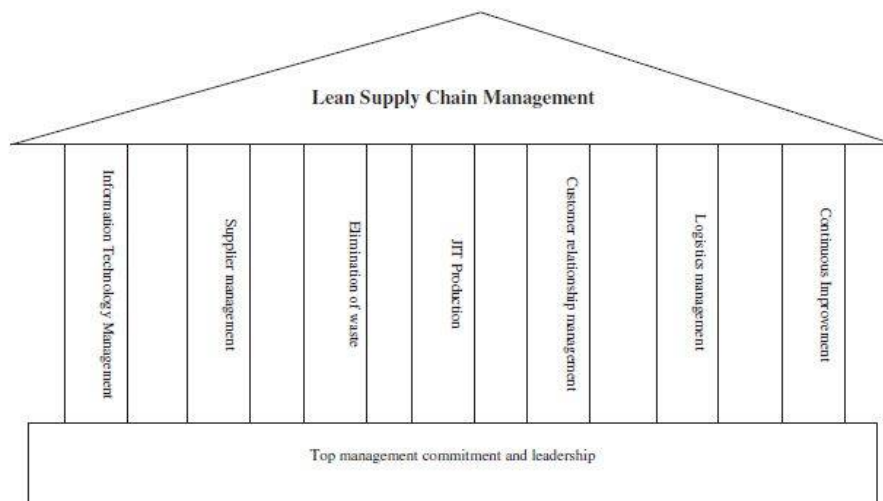 Lean Supply Chain Management
Information Technology Management
Supplier management
Elimination of waste
JIT Production
Customer relationship management
Logistics management
Continuous Improvement
Top management commitment and leadership